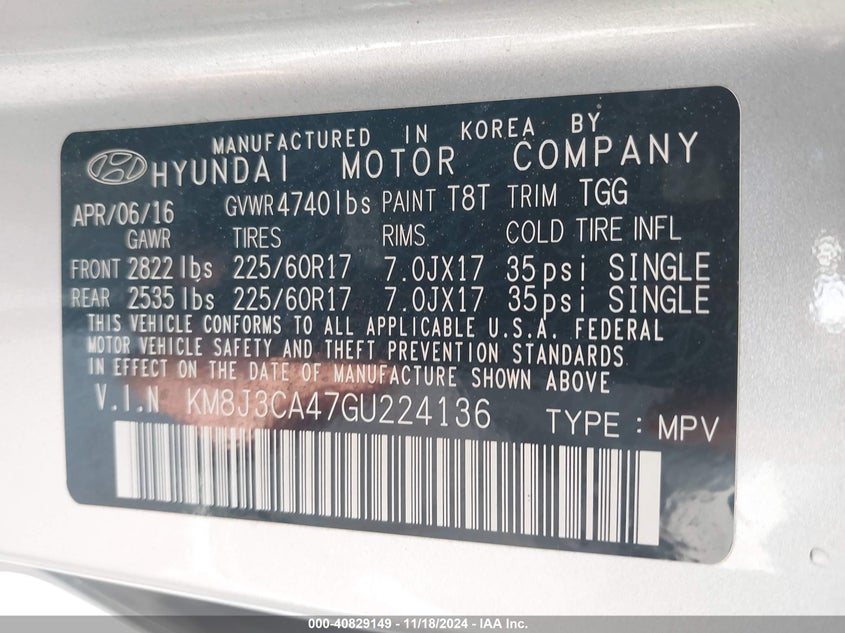 MANUFACTURED IN KOREA BY
HYUNDAI MOTOR COMPANY
APR/06/16 GVWR 4740lbs PAINT T8T TRIM TGG
GAWR TIRES RIMS COLD TIRE INFL
FRONT 2822 lbs 225/60R17 7.0JX17 35psi SINGLE
REAR 2535 lbs 225/60R17 7.0JX17 35psi SINGLE
THIS VEHICLE CONFORMS TO ALL APPLICABLE U.S.A. FEDERAL
MOTOR VEHICLE SAFETY AND THEFT PREVENTION STANDARDS
IN EFFECT ON THE DATE OF MANUFACTURE SHOWN ABOVE
V.I.N KM8J3CA47GU224136 TYPE : MPV
000-40829149 - 11/18/2024 - IAA Inc.